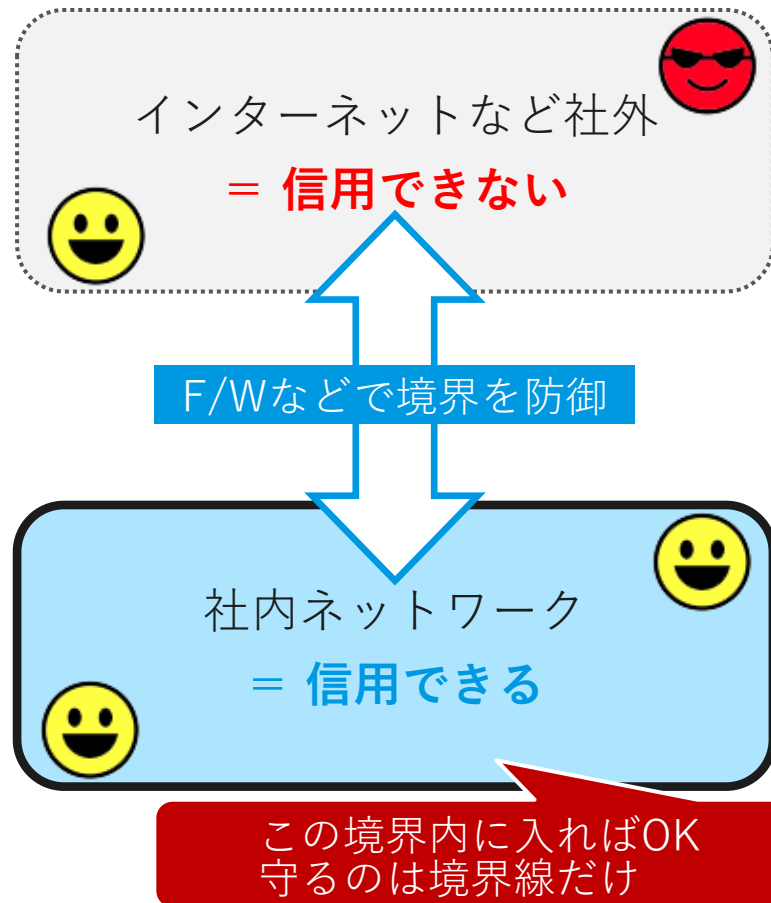 インターネットなど社外
= 信用できない
F/Wなどで境界を防御
社内ネットワーク
= 信用できる
この境界内に入ればOK
守るのは境界線だけ